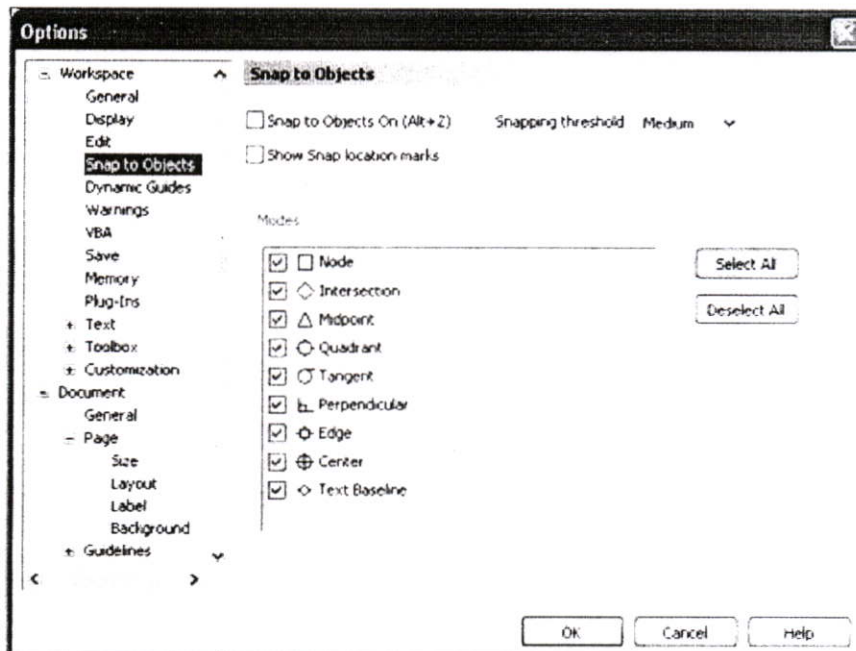 Options
Workspace
General
Display
Edit
Snap to Objects
Dynamic Guides
Warnings
VBA
Save
Memory
Plug-Ins
Text
Toolbox
Customization
Document
General
Page
Size
Layout
Label
Background
Guidelines
Snap to Objects
Snap to Objects On (Alt+Z)
Snapping threshold Medium
Show Snap location marks
Modes
Node
Intersection
Midpoint
Quadrant
Tangent
Perpendicular
Edge
Center
Text Baseline
Select All
Deselect All
OK Cancel Help